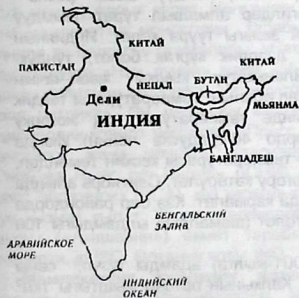 КИТАЙ
КИТАЙ
ПАКИСТАН
НЕПАЛ
БУТАН
МЬЯНМА
Дели
ИНДИЯ
БАНГЛАДЕШ
БЕНГАЛЬСКИЙ
ЗАЛИВ
АРАВИЙСКОЕ
МОРЕ
ИНДИЙСКИЙ
ОКЕАН